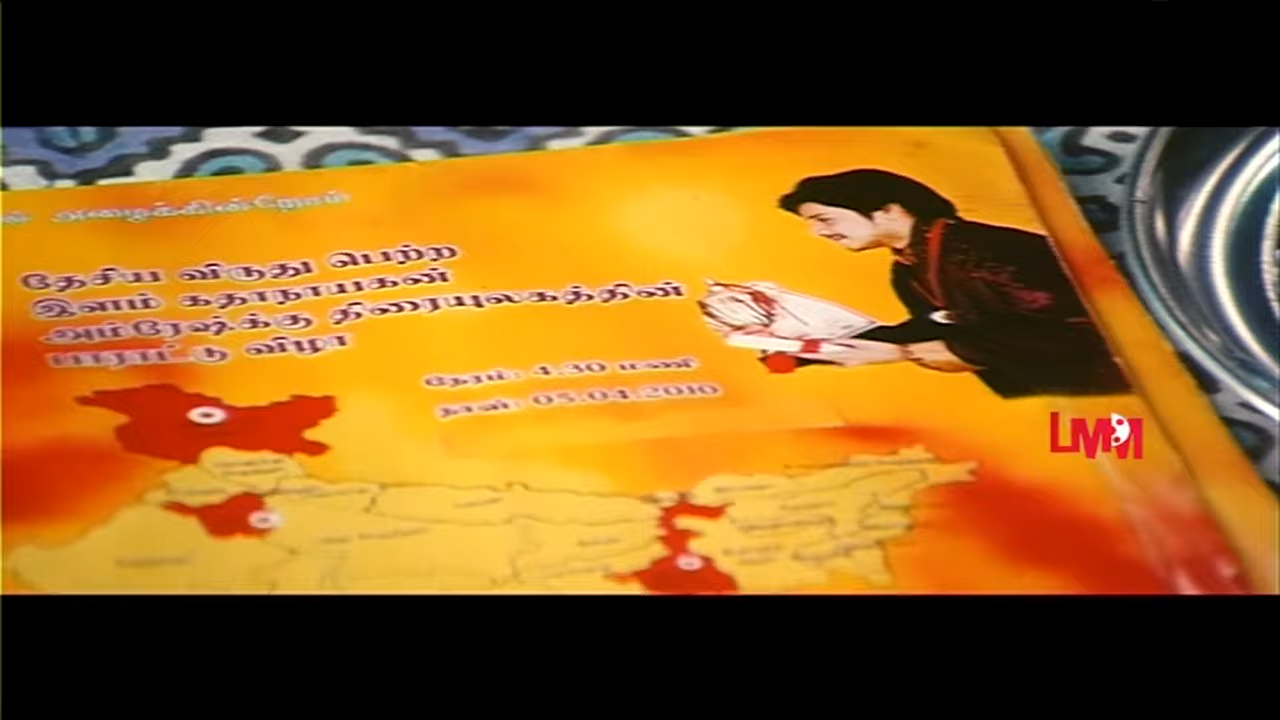 அழைக்கின்றோம்
தேசிய விருது பெற்ற
இளம் கதாநாயகன்
அம்ரேஷ்க்கு திரையுலகத்தின்
பாராட்டு விழா
நேரம்: 4.30 மணி
நாள்: 05.04.2010
LMM